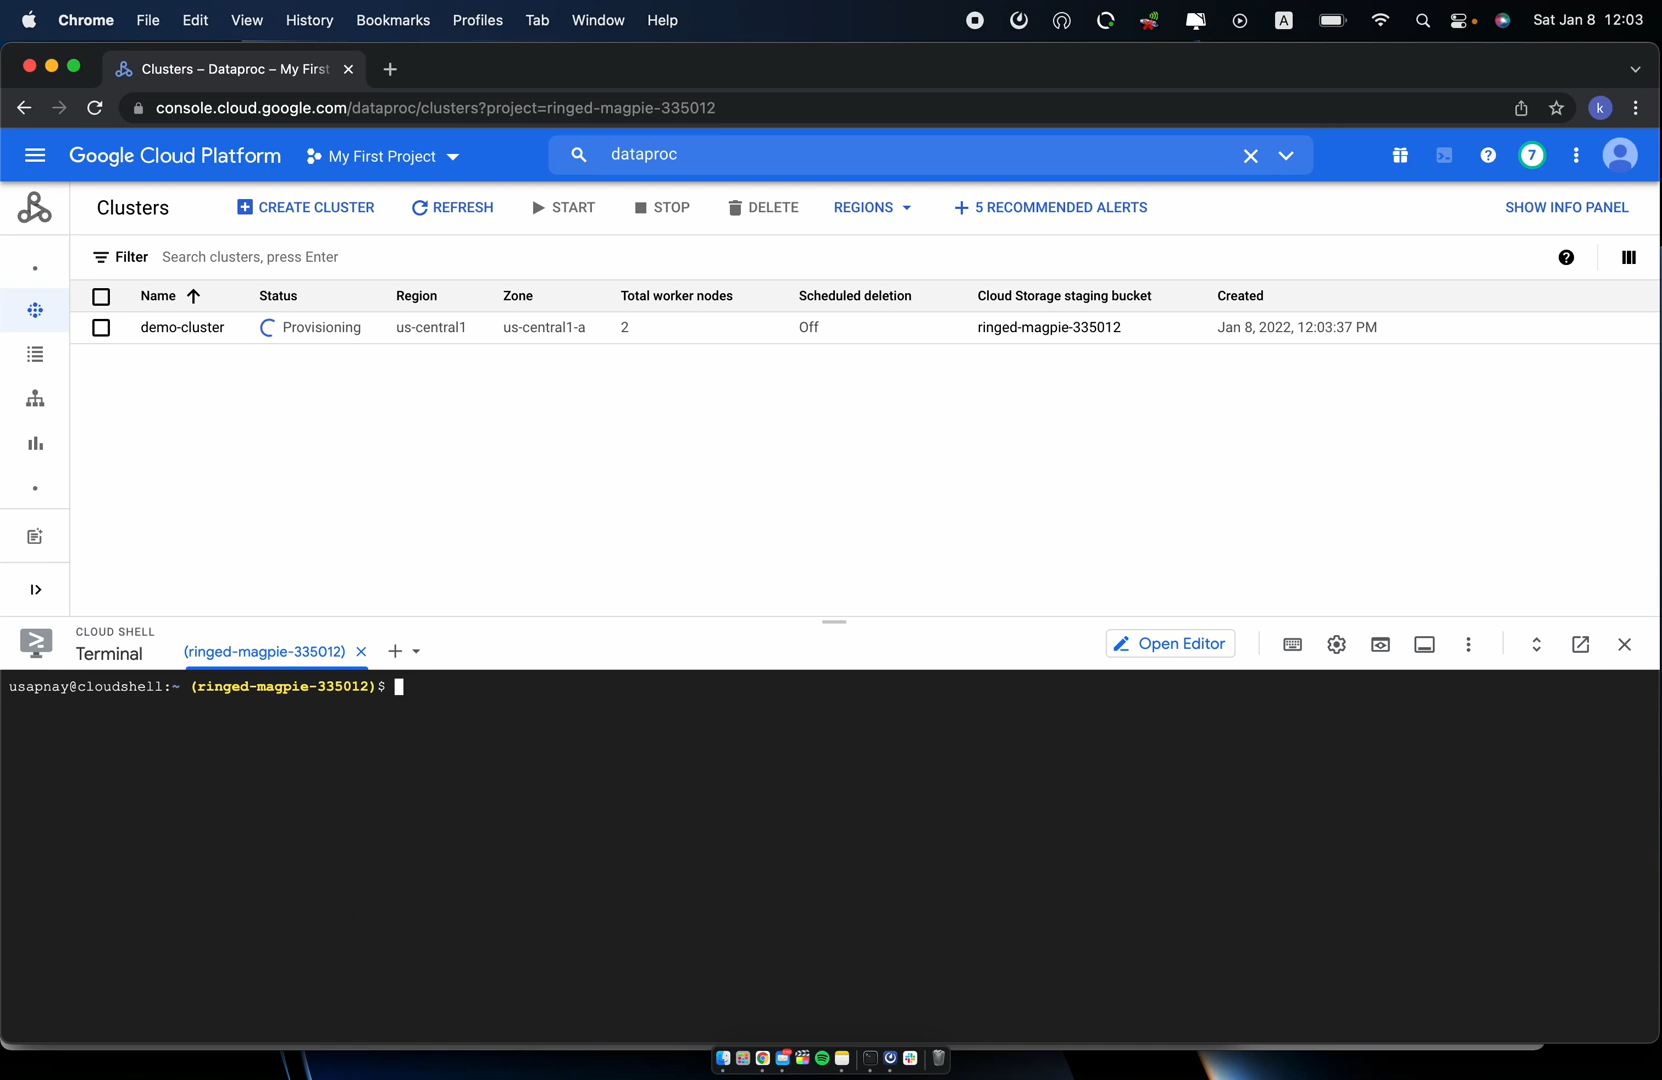 Chrome File Edit View History Bookmarks Profiles Tab Window Help A Sat Jan 8 12:03
Clusters – Dataproc – My First
console.cloud.google.com/dataproc/clusters?project=ringed-magpie-335012 k
Google Cloud Platform My First Project dataproc 7
Clusters CREATE CLUSTER REFRESH START STOP DELETE REGIONS 5 RECOMMENDED ALERTS SHOW INFO PANEL
Filter Search clusters, press Enter
Name Status Region Zone Total worker nodes Scheduled deletion Cloud Storage staging bucket Created
demo-cluster Provisioning us-central1 us-central1-a 2 Off ringed-magpie-335012 Jan 8, 2022, 12:03:37 PM
CLOUD SHELL
Terminal (ringed-magpie-335012) Open Editor
usapnay@cloudshell:~ (ringed-magpie-335012)$